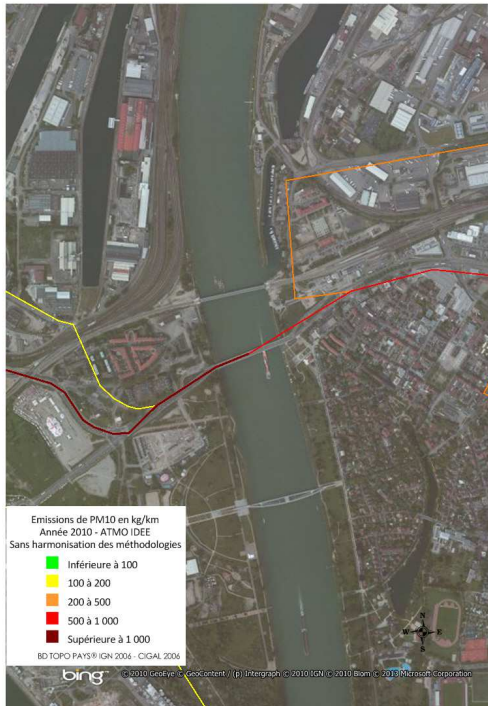 Emissions de PM10 en kg/km
Année 2010 - ATMO IDEE
Sans harmonisation des méthodologies
Inférieure à 100
100 à 200
200 à 500
500 à 1 000
Supérieure à 1 000
BD TOPO PAYS® IGN 2006 - CIGAL 2006
N
W E
S
bing™ © 2010 GeoEye © GeoContent / (p) Intergraph © 2010 IGN © 2010 Blom © 2013 Microsoft Corporation